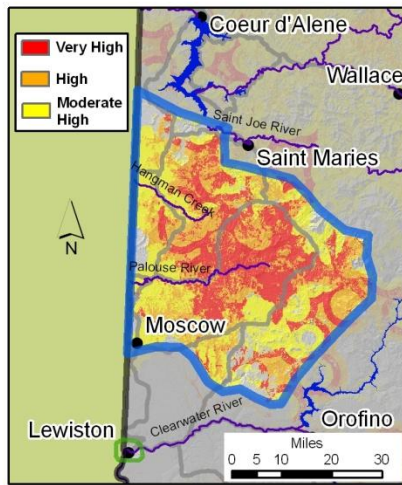 Coeur d'Alene
Very High
High
Moderate
High
Wallace
Saint Joe River
Saint Maries
Hangman Creek
N
Palouse River
Moscow
Clearwater River
Orofino
Lewiston
Miles
0 5 10 20 30